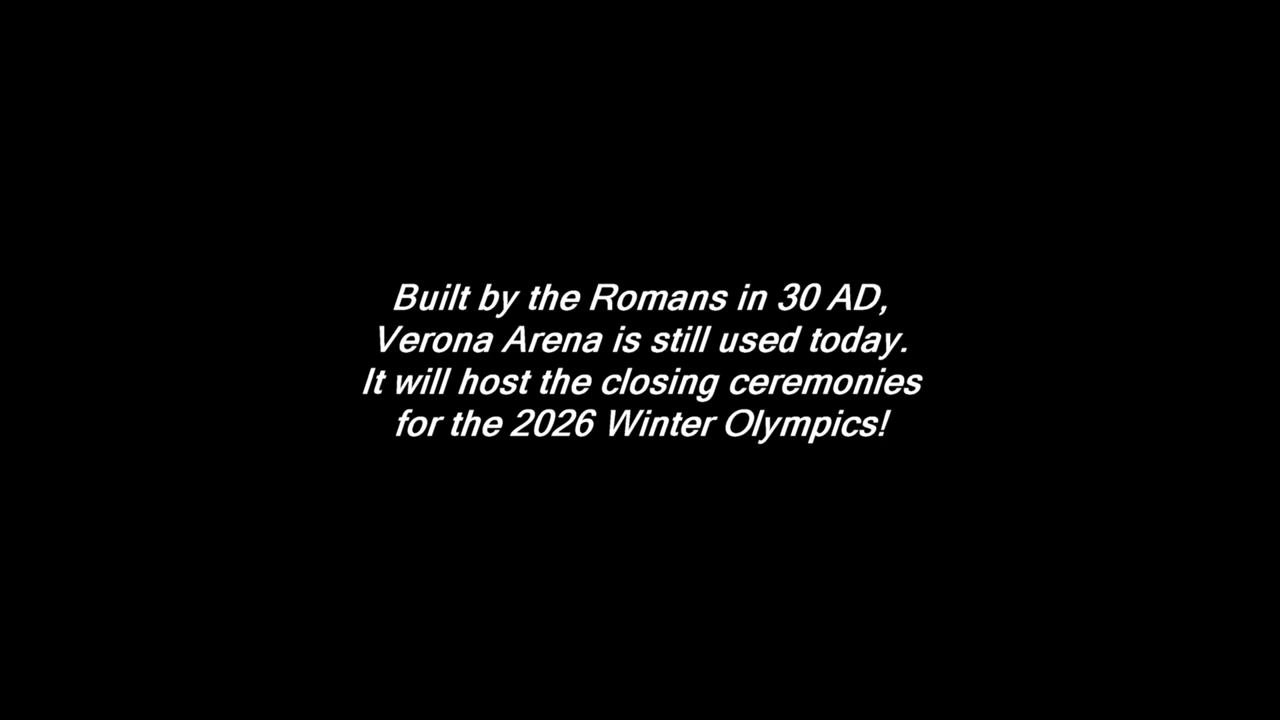 Built by the Romans in 30 AD,
Verona Arena is still used today.
It will host the closing ceremonies
for the 2026 Winter Olympics!